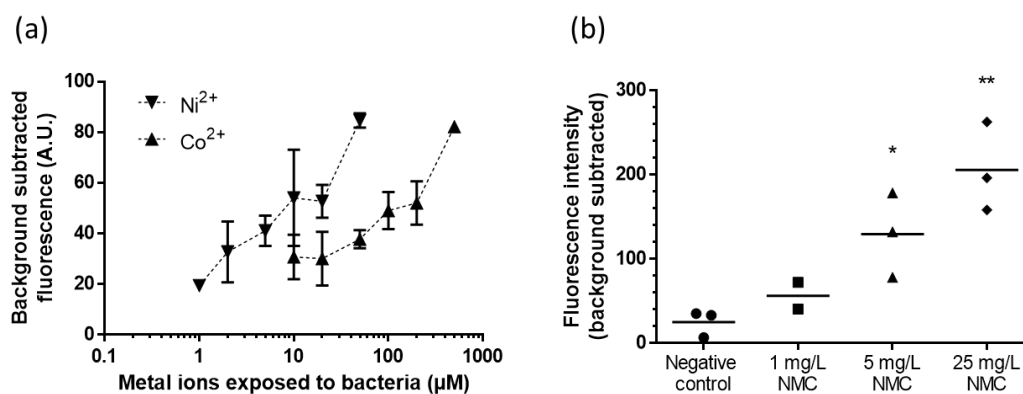 (a)
Background subtracted
fluorescence (A.U.)
100
80
60
40
20
0
Ni²⁺
Co²⁺
0.1
1
10
100
1000
Metal ions exposed to bacteria (µM)
(b)
Fluorescence intensity
(background subtracted)
300
200
100
0
*
**
Negative
control
1 mg/L
NMC
5 mg/L
NMC
25 mg/L
NMC